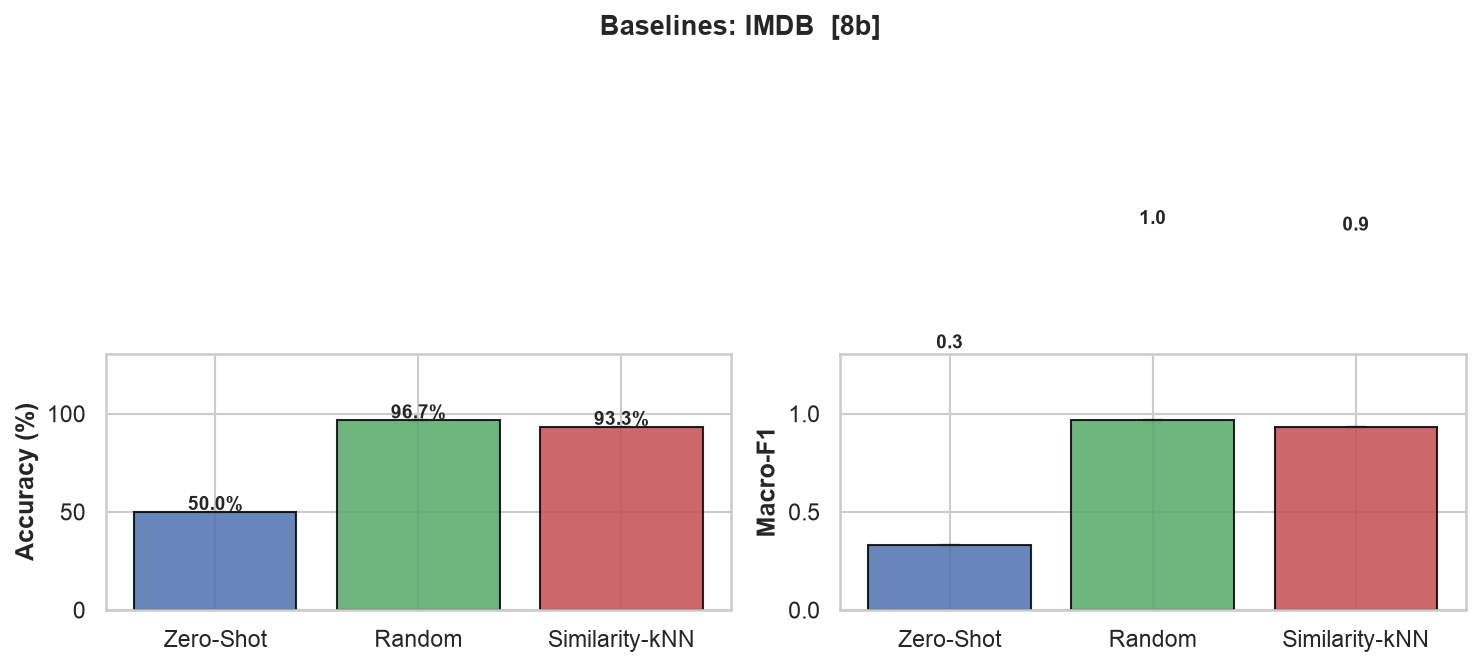 Baselines: IMDB [8b]
Accuracy (%)
100
50
0
50.0%
96.7%
93.3%
Zero-Shot
Random
Similarity-kNN
Macro-F1
1.0
0.5
0.0
0.3
1.0
0.9
Zero-Shot
Random
Similarity-kNN